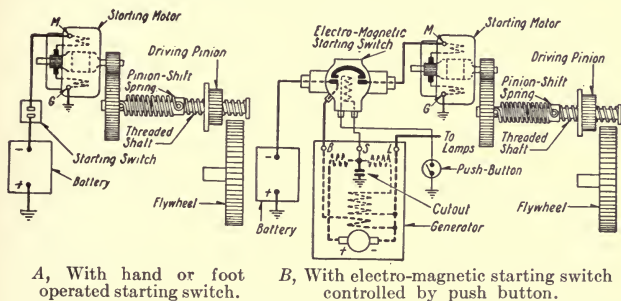 Starting Motor
M
Driving Pinion
Pinion-Shift
Spring
G
Threaded
Shaft
Starting Switch
-
+
Battery
Flywheel
A, With hand or foot
operated starting switch.
Electro-Magnetic
Starting Switch
Starting Motor
M
Driving Pinion
Pinion-Shift
Spring
G
Threaded
Shaft
To
Lamps
B
S
L
Push-Button
-
+
Battery
Cutout
Generator
+
-
Flywheel
B, With electro-magnetic starting switch
controlled by push button.